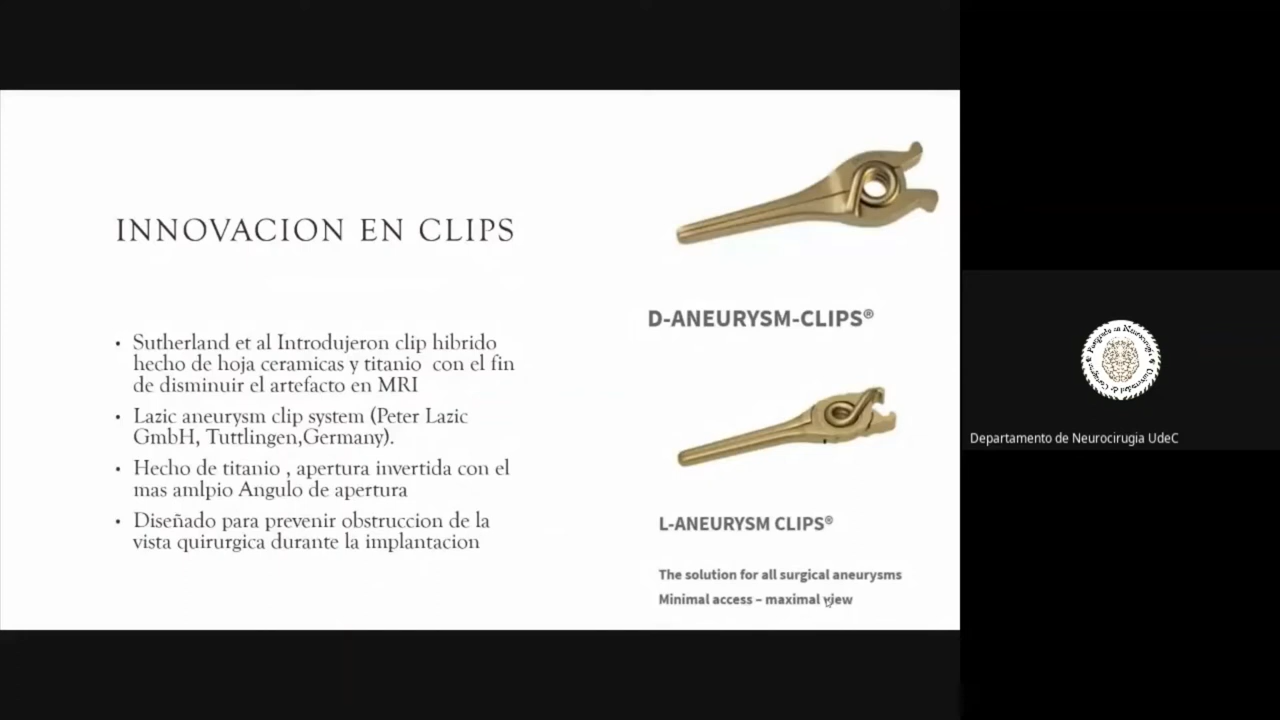 INNOVACION EN CLIPS
• Sutherland et al Introdujeron clip hibrido
hecho de hoja ceramicas y titanio con el fin
de disminuir el artefacto en MRI
• Lazic aneurysm clip system (Peter Lazic
GmbH, Tuttlingen,Germany).
• Hecho de titanio , apertura invertida con el
mas amlpio Angulo de apertura
• Diseñado para prevenir obstruccion de la
vista quirurgica durante la implantacion
D-ANEURYSM-CLIPS®
L-ANEURYSM CLIPS®
The solution for all surgical aneurysms
Minimal access – maximal view
Departamento de Neurocirugia UdeC